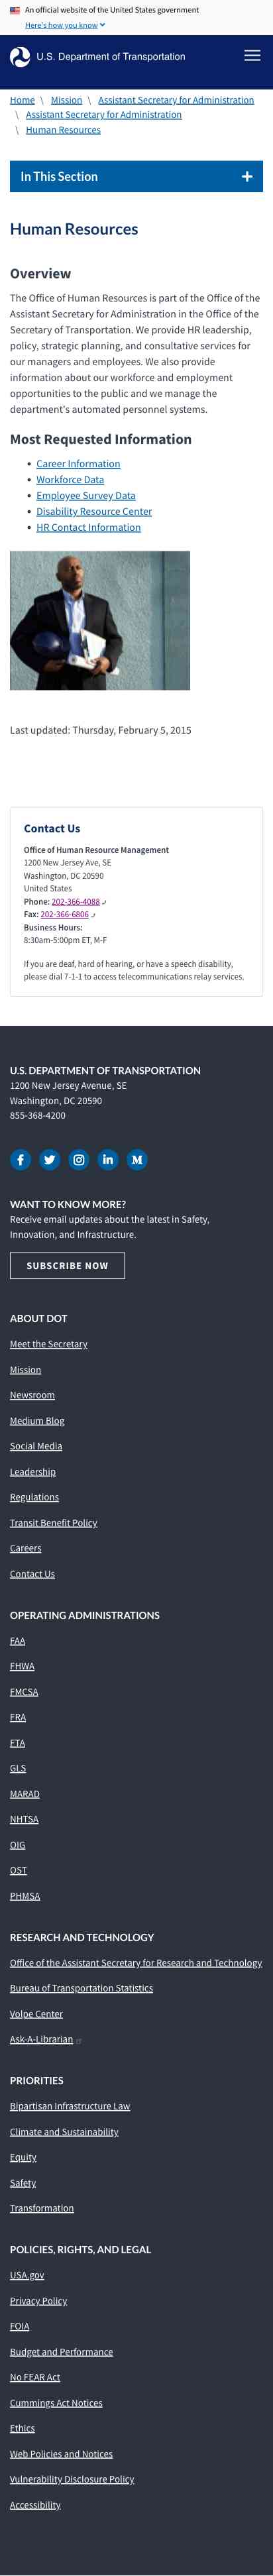 An official website of the United States government
Here's how you know
U.S. Department of Transportation
Home \ Mission \ Assistant Secretary for Administration
\ Assistant Secretary for Administration
\ Human Resources
In This Section
Human Resources
Overview
The Office of Human Resources is part of the Office of the
Assistant Secretary for Administration in the Office of the
Secretary of Transportation. We provide HR leadership,
policy, strategic planning, and consultative services for
our managers and employees. We also provide
information about our workforce and employment
opportunities to the public and we manage the
department's automated personnel systems.
Most Requested Information
• Career Information
• Workforce Data
• Employee Survey Data
• Disability Resource Center
• HR Contact Information
Last updated: Thursday, February 5, 2015
Contact Us
Office of Human Resource Management
1200 New Jersey Ave, SE
Washington, DC 20590
United States
Phone: 202-366-4088
Fax: 202-366-6806
Business Hours:
8:30am-5:00pm ET, M-F
If you are deaf, hard of hearing, or have a speech disability,
please dial 7-1-1 to access telecommunications relay services.
U.S. DEPARTMENT OF TRANSPORTATION
1200 New Jersey Avenue, SE
Washington, DC 20590
855-368-4200
WANT TO KNOW MORE?
Receive email updates about the latest in Safety,
Innovation, and Infrastructure.
SUBSCRIBE NOW
ABOUT DOT
Meet the Secretary
Mission
Newsroom
Medium Blog
Social Media
Leadership
Regulations
Transit Benefit Policy
Careers
Contact Us
OPERATING ADMINISTRATIONS
FAA
FHWA
FMCSA
FRA
FTA
GLS
MARAD
NHTSA
OIG
OST
PHMSA
RESEARCH AND TECHNOLOGY
Office of the Assistant Secretary for Research and Technology
Bureau of Transportation Statistics
Volpe Center
Ask-A-Librarian
PRIORITIES
Bipartisan Infrastructure Law
Climate and Sustainability
Equity
Safety
Transformation
POLICIES, RIGHTS, AND LEGAL
USA.gov
Privacy Policy
FOIA
Budget and Performance
No FEAR Act
Cummings Act Notices
Ethics
Web Policies and Notices
Vulnerability Disclosure Policy
Accessibility